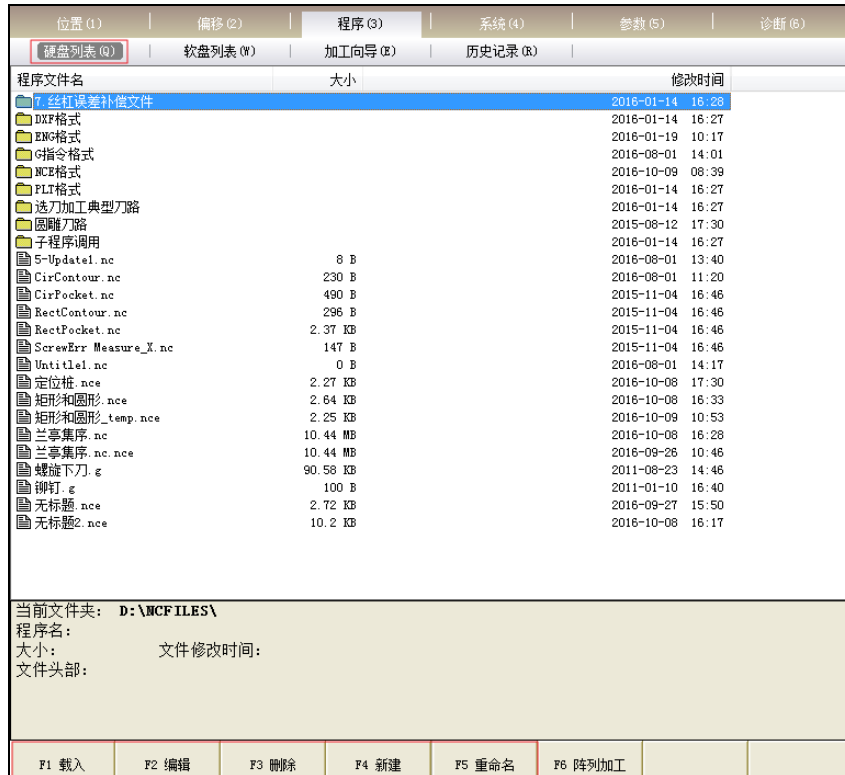 位置(1) 偏移(2) 程序(3) 系统(4) 参数(5) 诊断(6)
硬盘列表(Q) 软盘列表(W) 加工向导(E) 历史记录(R)
程序文件名 大小 修改时间
7.丝杠误差补偿文件 2016-01-14 16:28
DXF格式 2016-01-14 16:27
ENG格式 2016-01-19 10:17
G指令格式 2016-08-01 14:01
NCE格式 2016-10-09 08:39
PLT格式 2016-01-14 16:27
选刀加工典型刀路 2016-01-14 16:27
圆雕刀路 2015-08-12 17:30
子程序调用 2016-01-14 16:27
5-Update1.nc 8 B 2016-08-01 13:40
CirContour.nc 230 B 2016-08-01 11:20
CirPocket.nc 490 B 2015-11-04 16:46
RectContour.nc 296 B 2015-11-04 16:46
RectPocket.nc 2.37 KB 2015-11-04 16:46
ScrewErr Measure_X.nc 147 B 2015-11-04 16:46
Untitle1.nc 0 B 2016-08-01 14:17
定位桩.nce 2.27 KB 2016-10-08 17:30
矩形和圆形.nce 2.64 KB 2016-10-08 16:33
矩形和圆形_temp.nce 2.25 KB 2016-10-09 10:53
兰亭集序.nc 10.44 MB 2016-10-08 16:28
兰亭集序.nc.nce 10.44 MB 2016-09-26 10:46
螺旋下刀.g 90.58 KB 2011-08-23 14:46
铆钉.g 100 B 2011-01-10 16:40
无标题.nce 2.72 KB 2016-09-27 15:50
无标题2.nce 10.2 KB 2016-10-08 16:17
当前文件夹: D:\NCFILES\
程序名:
大小: 文件修改时间:
文件头部:
F1 载入 F2 编辑 F3 删除 F4 新建 F5 重命名 F6 阵列加工